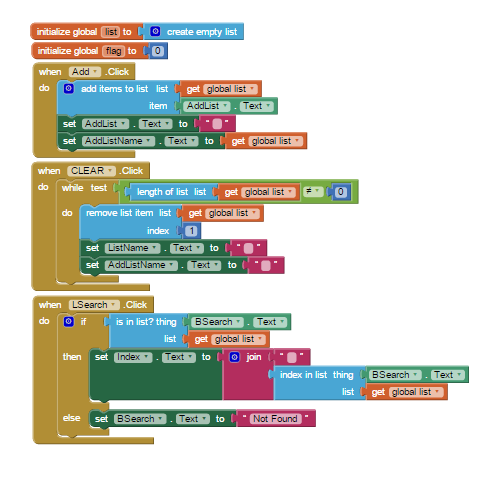 initialize global list to create empty list
initialize global flag to 0
when Add .Click
do add items to list list get global list
item AddList . Text
set AddList . Text to " "
set AddListName . Text to get global list
when CLEAR .Click
do while test length of list list get global list ≠ 0
do remove list item list get global list
index 1
set ListName . Text to " "
set AddListName . Text to " "
when LSearch .Click
do if is in list? thing BSearch . Text
list get global list
then set Index . Text to join " "
index in list thing BSearch . Text
list get global list
else set BSearch . Text to " Not Found "